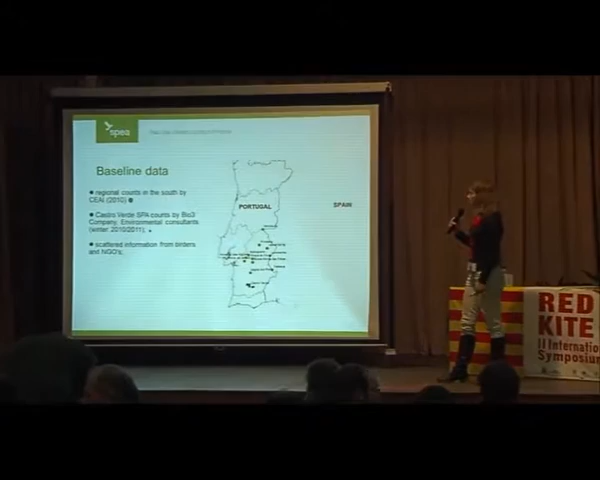 spea
Baseline data
• regional counts in the south by
CEAI (2010)
• Castro Verde SPA counts by Bio3
Company, Environmental consultants
(winter 2010/2011);
• scattered information from birders
and NGO's;
PORTUGAL
SPAIN
RED
KITE
II Internatio
Symposium